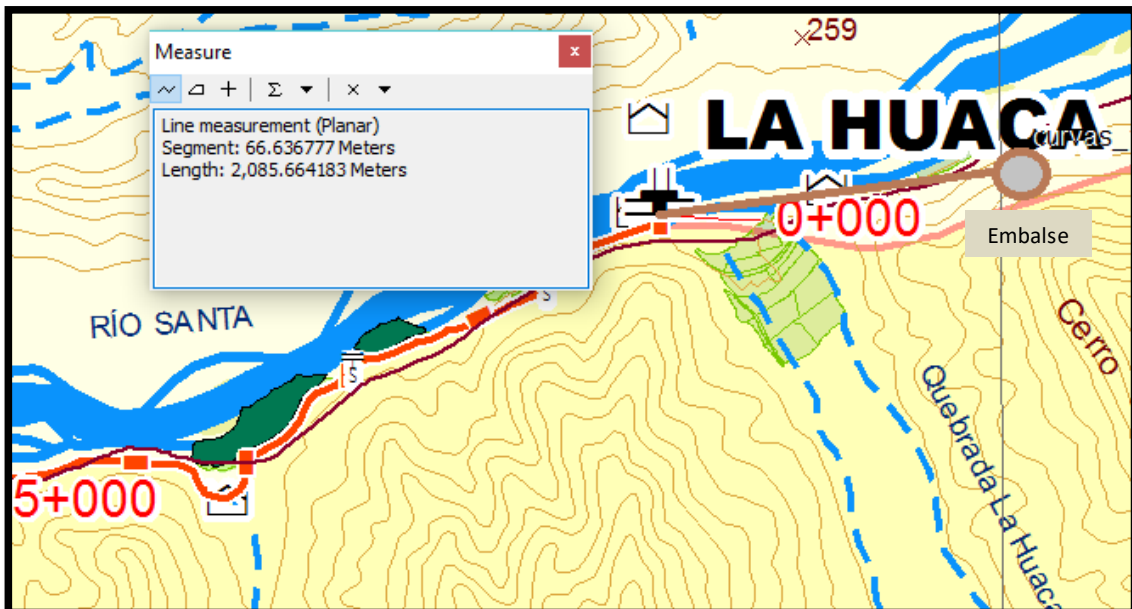 Measure
x
Σ
Line measurement (Planar)
Segment: 66.636777 Meters
Length: 2,085.664183 Meters
259
LA HUACA
curvas_
0+000
Embalse
RÍO SANTA
S
S
Cerro
Quebrada La Huaca
5+000